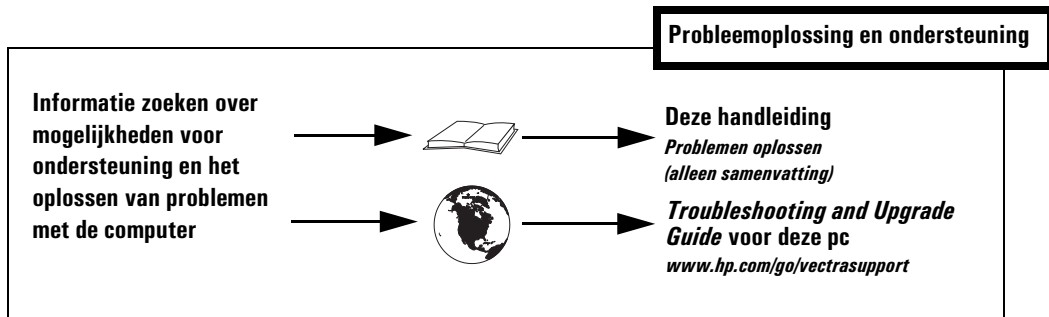 Probleemoplossing en ondersteuning
Informatie zoeken over
mogelijkheden voor
ondersteuning en het
oplossen van problemen
met de computer
Deze handleiding
Problemen oplossen
(alleen samenvatting)
Troubleshooting and Upgrade
Guide voor deze pc
www.hp.com/go/vectrasupport